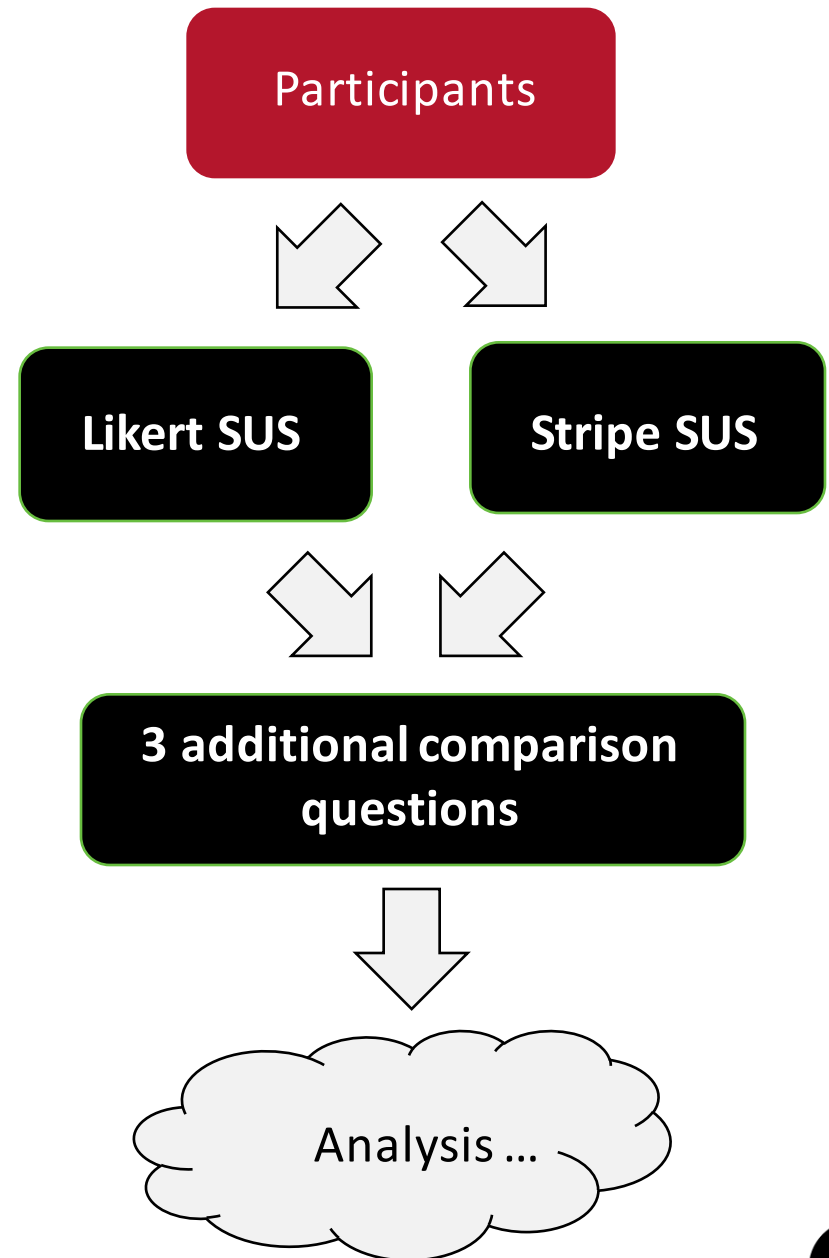 Participants
Likert SUS
Stripe SUS
3 additional comparison
questions
Analysis ...